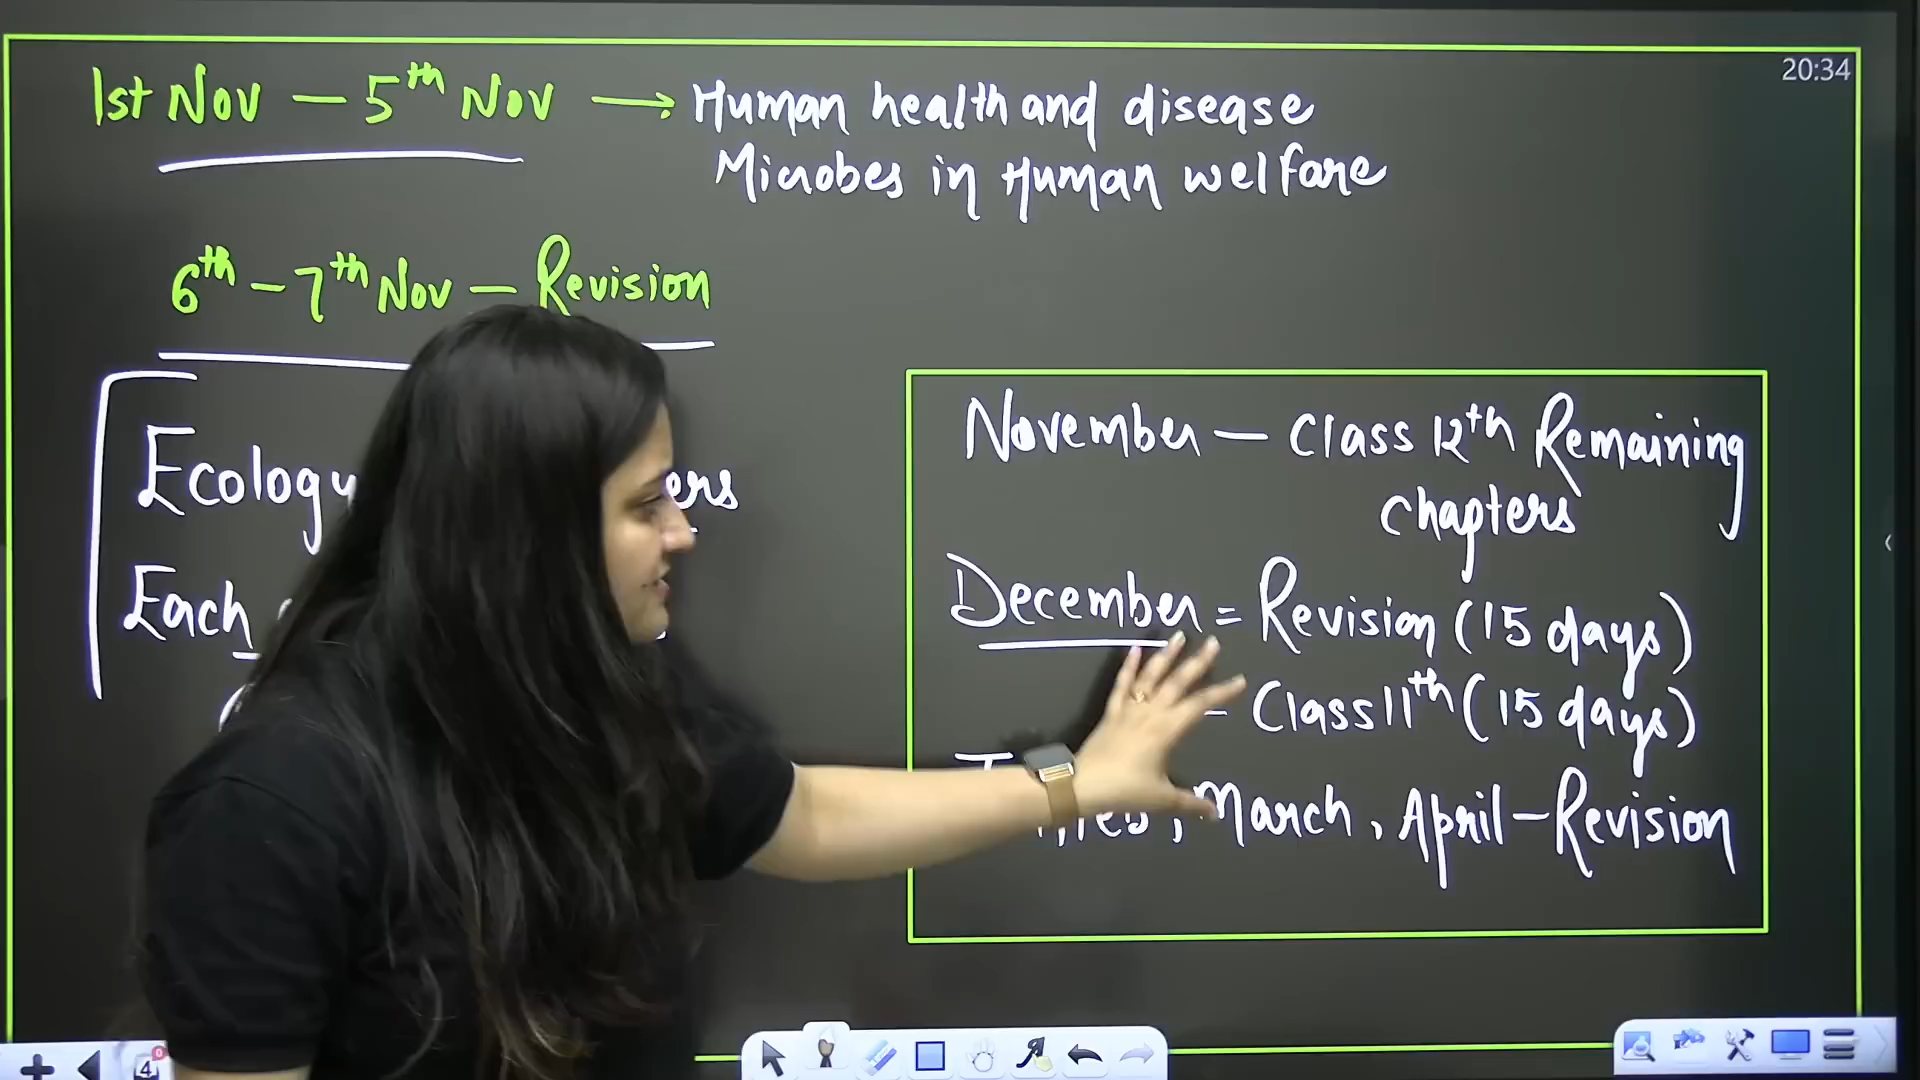 20:34
1st Nov — 5th Nov → Human health and disease
Microbes in Human welfare
6th – 7th Nov – Revision
Ecology
Each
November – Class 12th Remaining
chapters
December = Revision (15 days)
– Class 11th (15 days)
, March, April – Revision
4